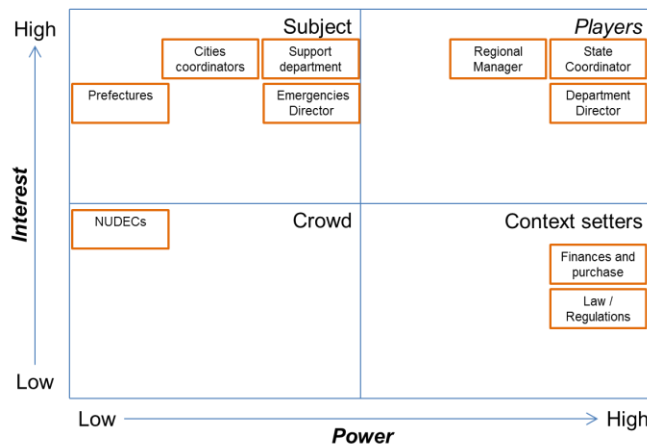 High
Subject
Players
Cities
coordinators
Support
department
Regional
Manager
State
Coordinator
Prefectures
Emergencies
Director
Department
Director
Interest
NUDECs
Crowd
Context setters
Finances and
purchase
Law /
Regulations
Low
Low
High
Power